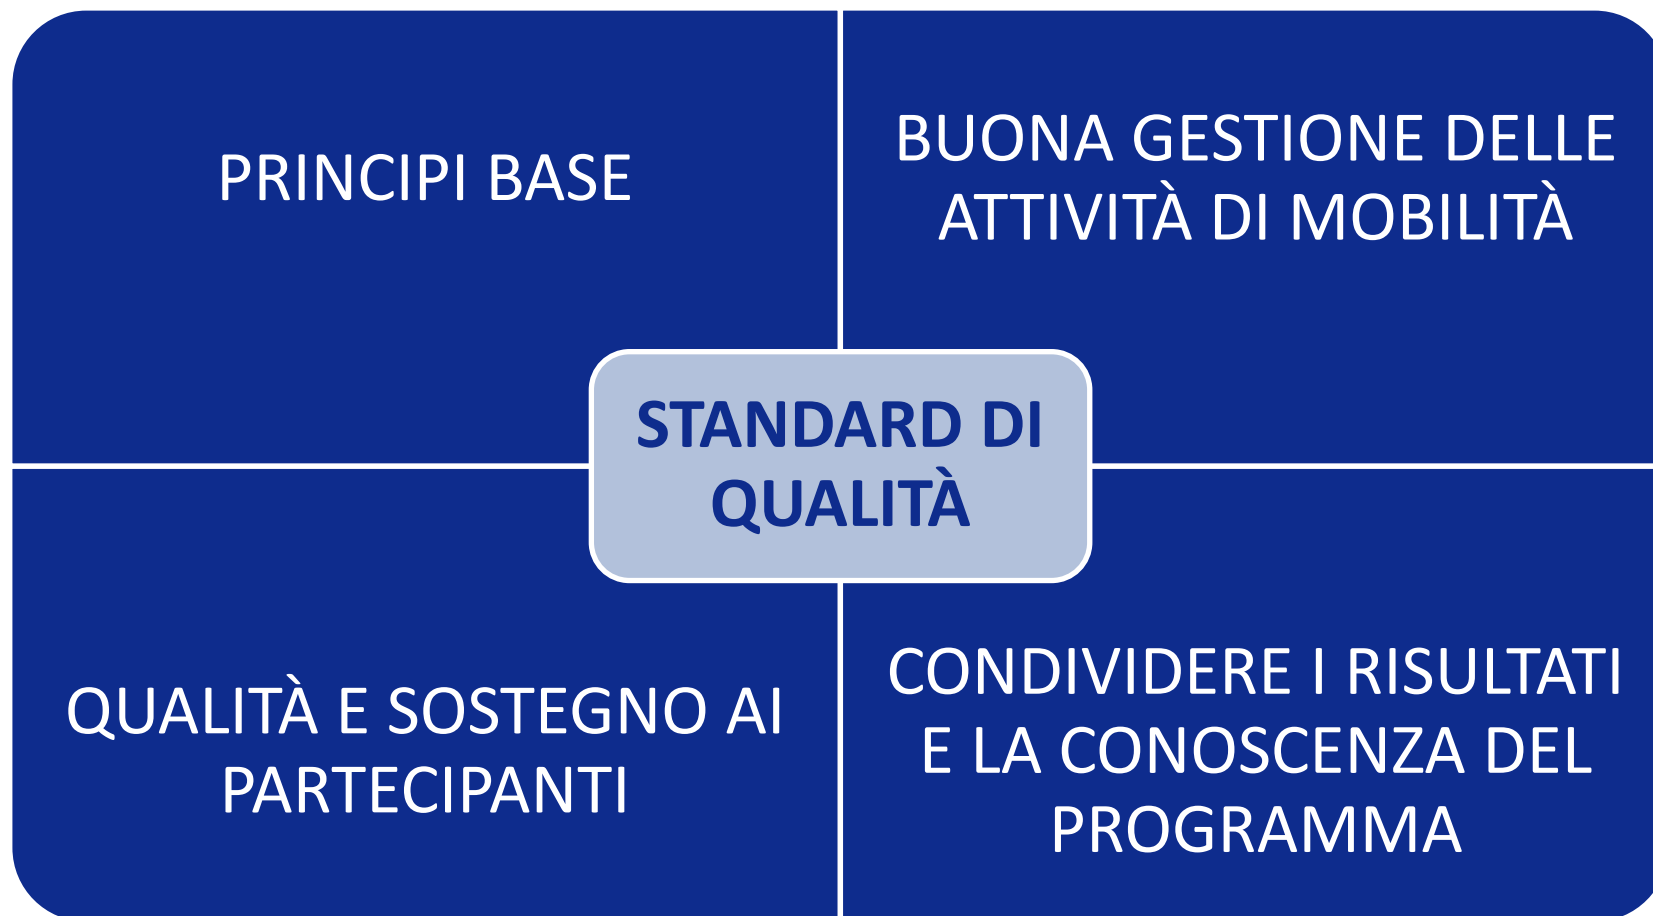 PRINCIPI BASE
BUONA GESTIONE DELLE
ATTIVITÀ DI MOBILITÀ
STANDARD DI
QUALITÀ
QUALITÀ E SOSTEGNO AI
PARTECIPANTI
CONDIVIDERE I RISULTATI
E LA CONOSCENZA DEL
PROGRAMMA